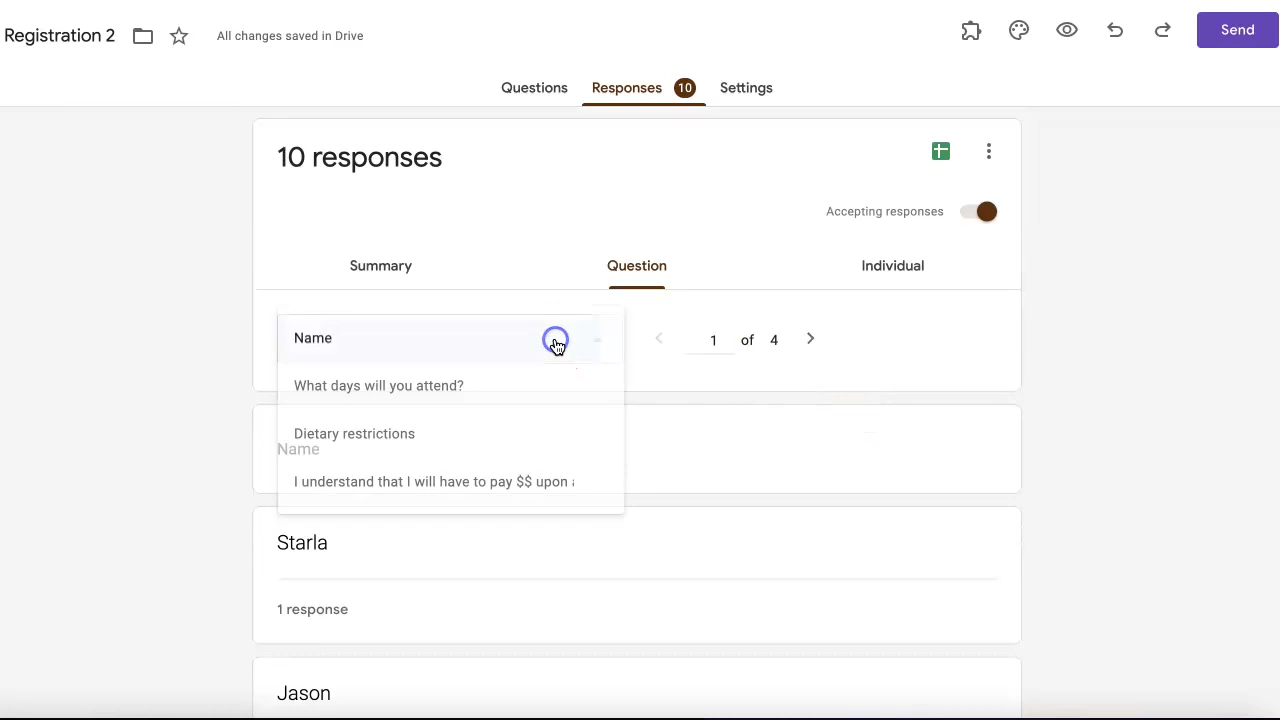 Registration 2
All changes saved in Drive
Send
Questions
Responses 10
Settings
10 responses
Accepting responses
Summary
Question
Individual
Name
1 of 4
What days will you attend?
Dietary restrictions
Name
I understand that I will have to pay $$ upon
Starla
1 response
Jason